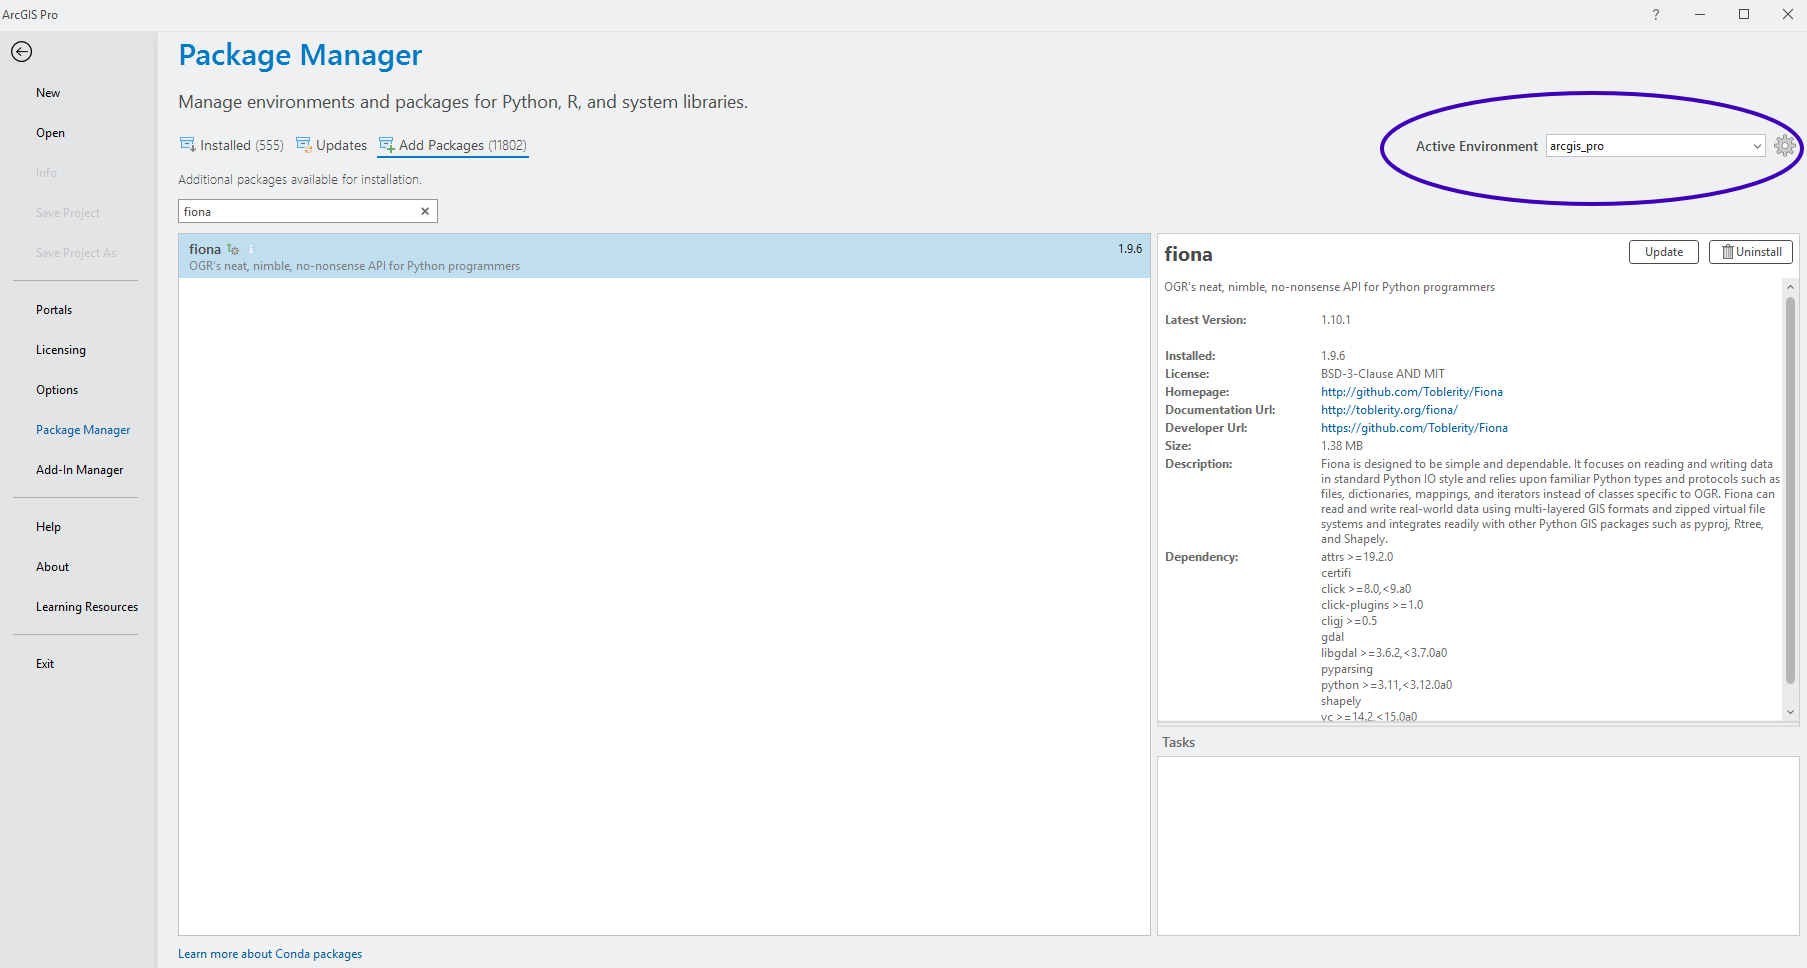 ArcGIS Pro
?
New
Open
Info
Save Project
Save Project As
Portals
Licensing
Options
Package Manager
Add-In Manager
Help
About
Learning Resources
Exit
Package Manager
Manage environments and packages for Python, R, and system libraries.
Installed (555) Updates Add Packages (11802)
Active Environment arcgis_pro
Additional packages available for installation.
fiona
fiona 1.9.6
OGR's neat, nimble, no-nonsense API for Python programmers
fiona Update Uninstall
OGR's neat, nimble, no-nonsense API for Python programmers
Latest Version: 1.10.1
Installed: 1.9.6
License: BSD-3-Clause AND MIT
Homepage: http://github.com/Toblerity/Fiona
Documentation Url: http://toblerity.org/fiona/
Developer Url: https://github.com/Toblerity/Fiona
Size: 1.38 MB
Description: Fiona is designed to be simple and dependable. It focuses on reading and writing data
in standard Python IO style and relies upon familiar Python types and protocols such as
files, dictionaries, mappings, and iterators instead of classes specific to OGR. Fiona can
read and write real-world data using multi-layered GIS formats and zipped virtual file
systems and integrates readily with other Python GIS packages such as pyproj, Rtree,
and Shapely.
Dependency: attrs >=19.2.0
certifi
click >=8.0,<9.a0
click-plugins >=1.0
cligj >=0.5
gdal
libgdal >=3.6.2,<3.7.0a0
pyparsing
python >=3.11,<3.12.0a0
shapely
vc >=14.2,<15.0a0
Tasks
Learn more about Conda packages